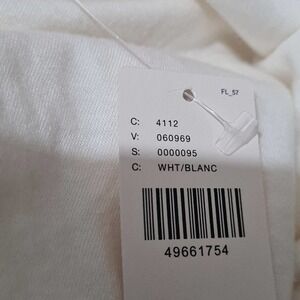 FL_57
C: 4112
V: 060969
S: 0000095
C: WHT/BLANC
49661754